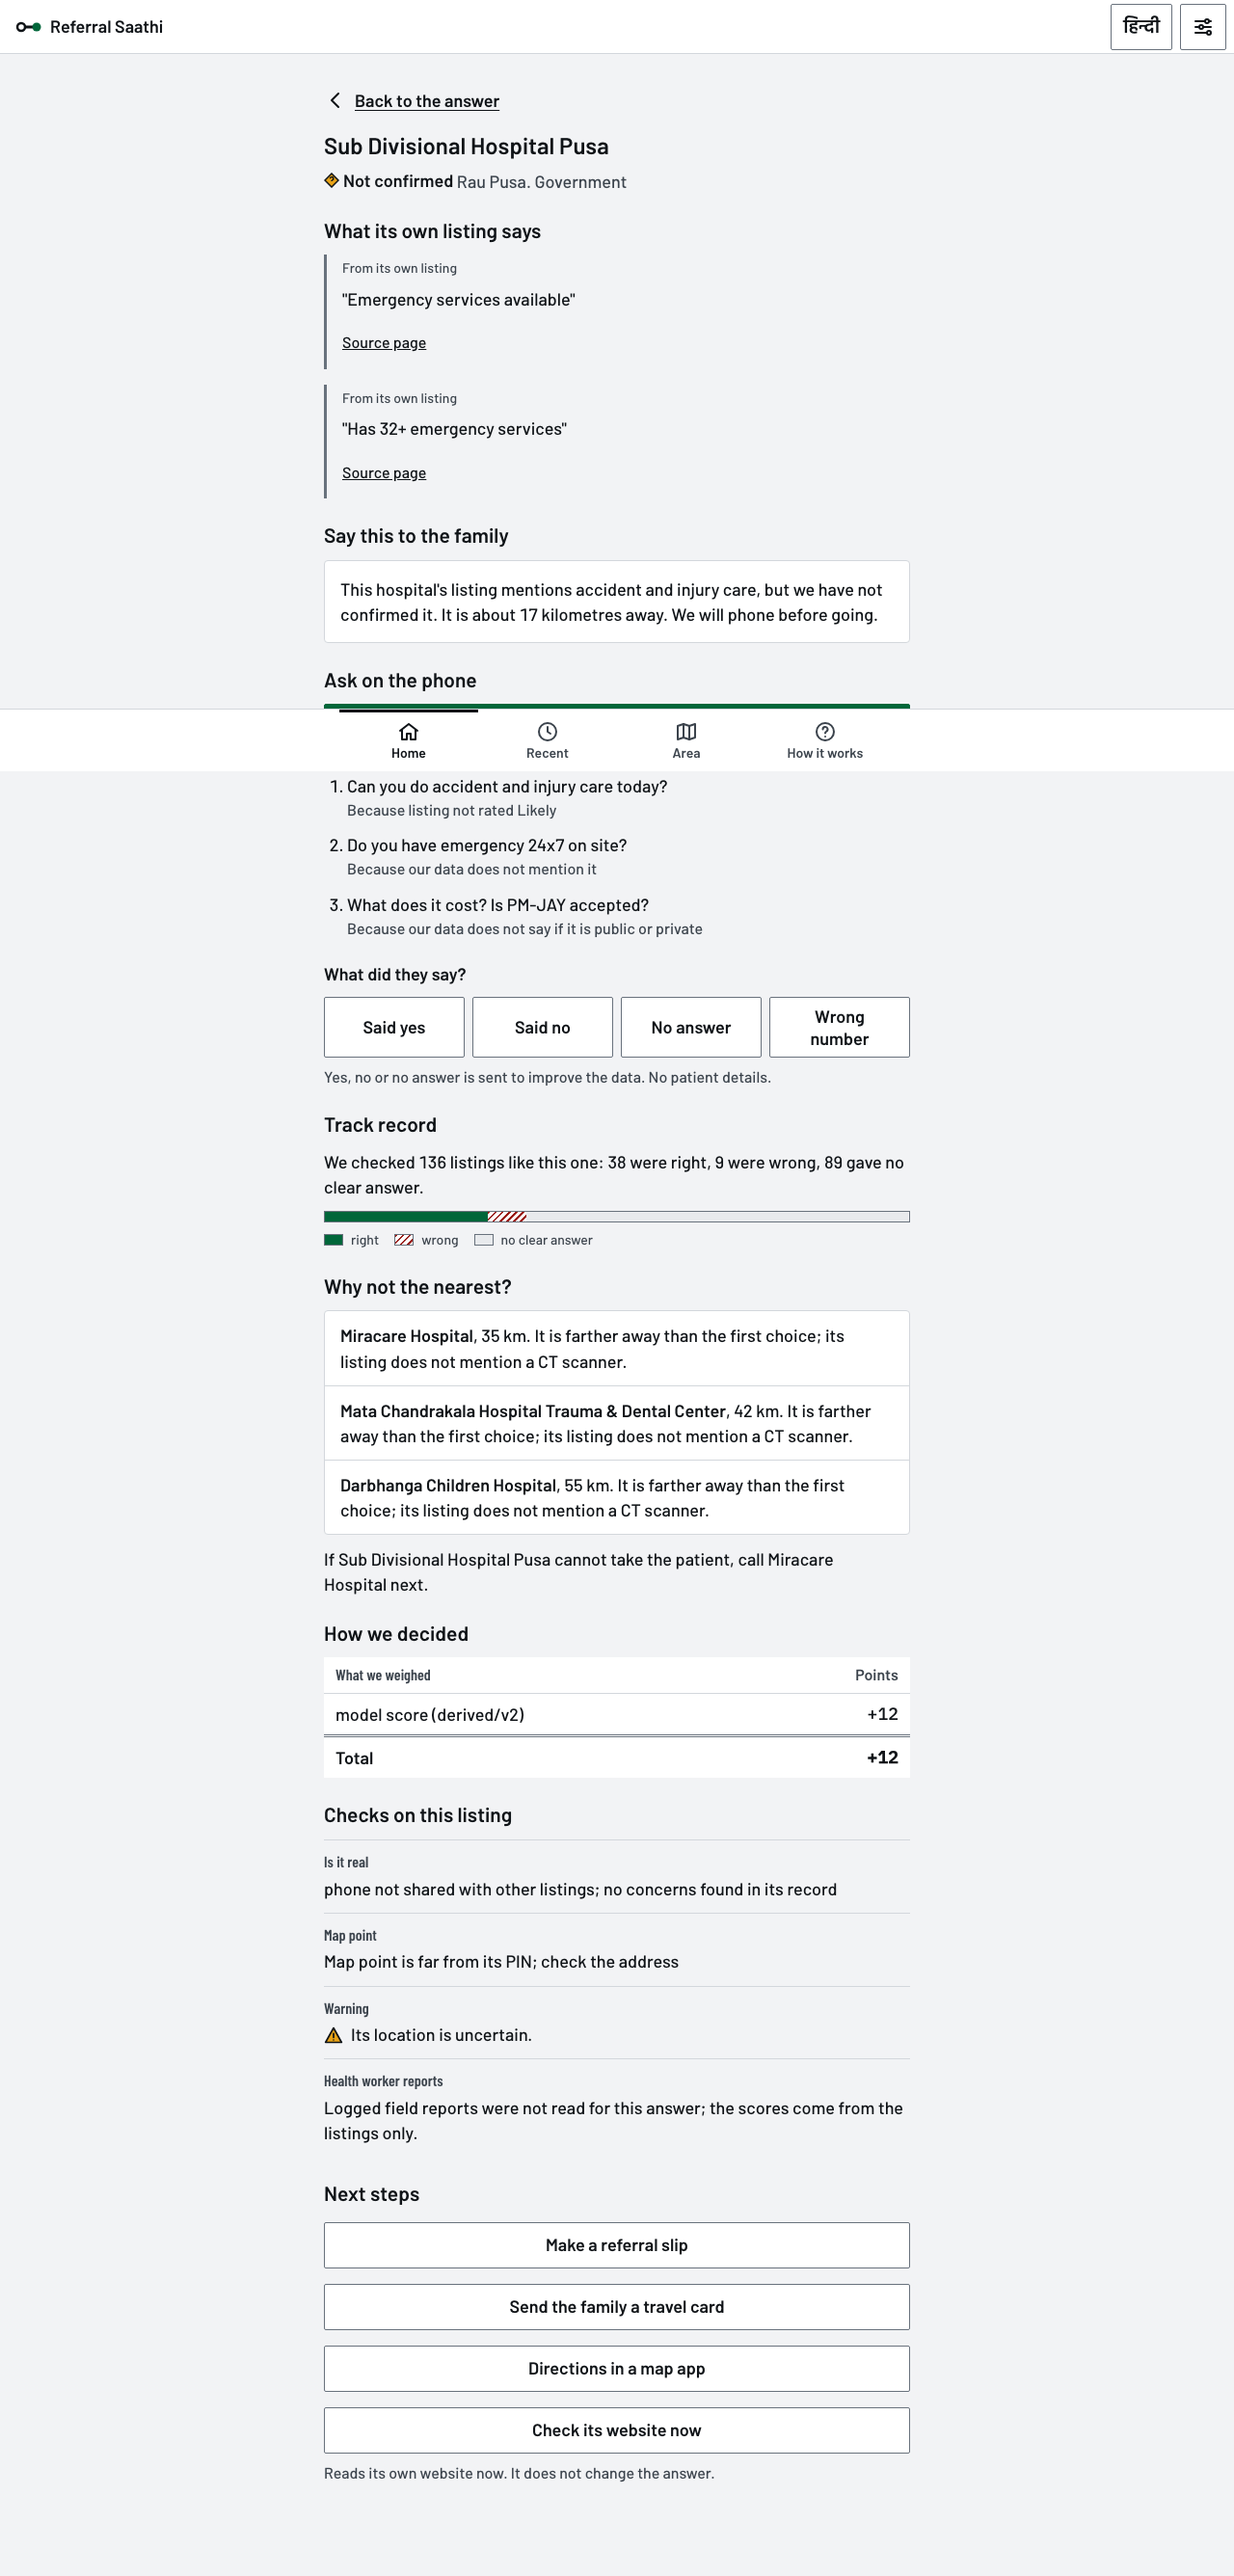 Referral Saathi
हिन्दी
Back to the answer
Sub Divisional Hospital Pusa
Not confirmed Rau Pusa. Government
What its own listing says
From its own listing
"Emergency services available"
Source page
From its own listing
"Has 32+ emergency services"
Source page
Say this to the family
This hospital's listing mentions accident and injury care, but we have not
confirmed it. It is about 17 kilometres away. We will phone before going.
Ask on the phone
Home
Recent
Area
How it works
1. Can you do accident and injury care today?
Because listing not rated Likely
2. Do you have emergency 24x7 on site?
Because our data does not mention it
3. What does it cost? Is PM-JAY accepted?
Because our data does not say if it is public or private
What did they say?
Said yes
Said no
No answer
Wrong
number
Yes, no or no answer is sent to improve the data. No patient details.
Track record
We checked 136 listings like this one: 38 were right, 9 were wrong, 89 gave no
clear answer.
right
wrong
no clear answer
Why not the nearest?
Miracare Hospital, 35 km. It is farther away than the first choice; its
listing does not mention a CT scanner.
Mata Chandrakala Hospital Trauma & Dental Center, 42 km. It is farther
away than the first choice; its listing does not mention a CT scanner.
Darbhanga Children Hospital, 55 km. It is farther away than the first
choice; its listing does not mention a CT scanner.
If Sub Divisional Hospital Pusa cannot take the patient, call Miracare
Hospital next.
How we decided
What we weighed Points
model score (derived/v2) +12
Total +12
Checks on this listing
Is it real
phone not shared with other listings; no concerns found in its record
Map point
Map point is far from its PIN; check the address
Warning
Its location is uncertain.
Health worker reports
Logged field reports were not read for this answer; the scores come from the
listings only.
Next steps
Make a referral slip
Send the family a travel card
Directions in a map app
Check its website now
Reads its own website now. It does not change the answer.